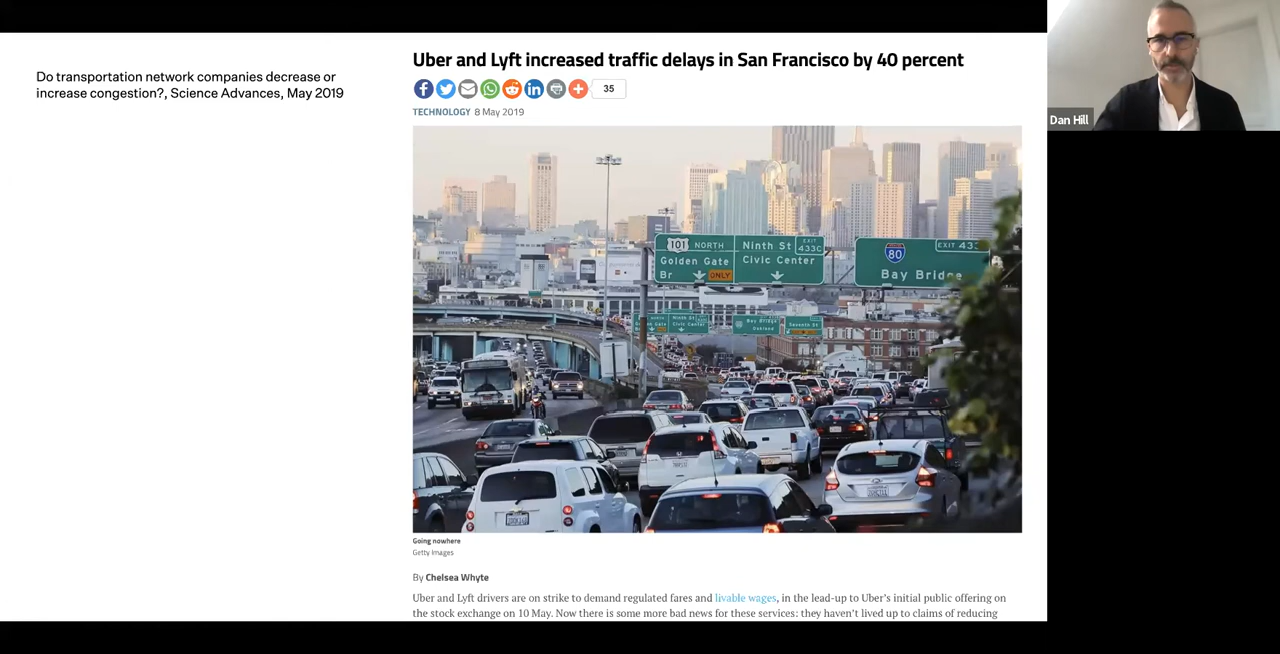 Do transportation network companies decrease or
increase congestion?, Science Advances, May 2019
Uber and Lyft increased traffic delays in San Francisco by 40 percent
35
TECHNOLOGY 8 May 2019
101 NORTH
Golden Gate
Br ONLY
Ninth St
EXIT
433C
Civic Center
80
EXIT 433
Bay Bridge
Going nowhere
Getty Images
By Chelsea Whyte
Uber and Lyft drivers are on strike to demand regulated fares and livable wages, in the lead-up to Uber's initial public offering on
the stock exchange on 10 May. Now there is some more bad news for these services: they haven't lived up to claims of reducing
Dan Hill